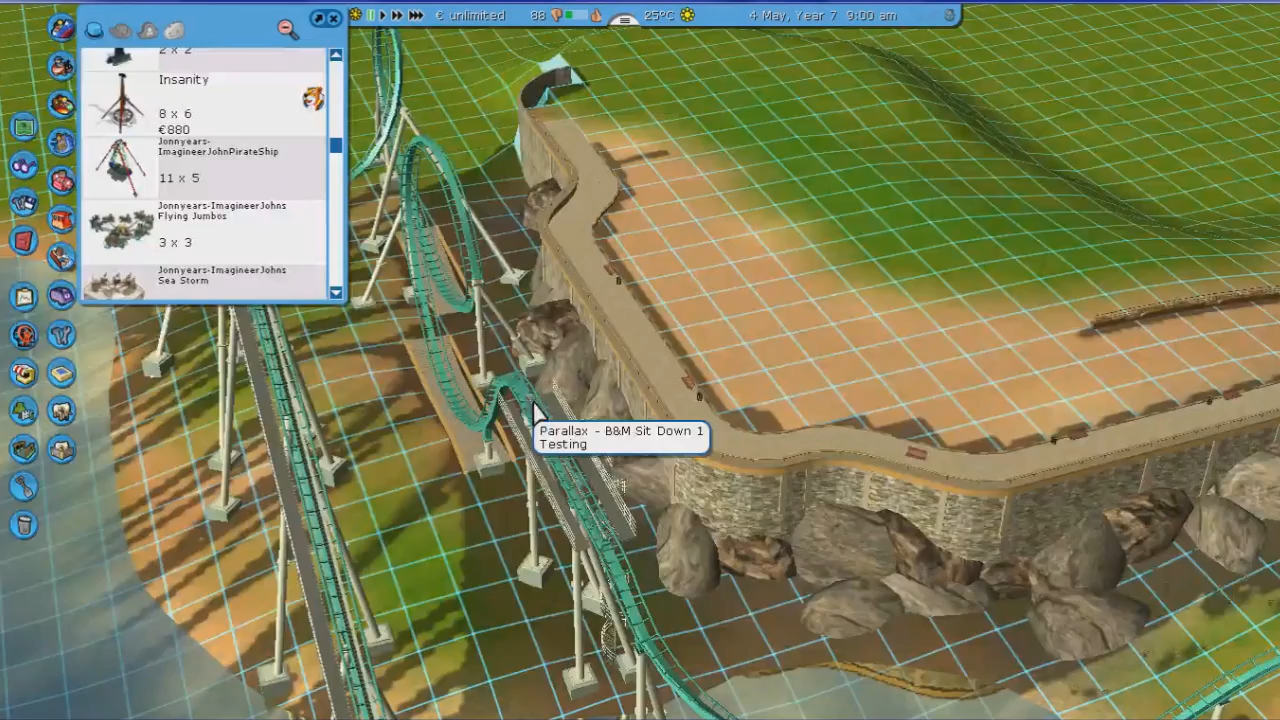 € unlimited
88
25°C
4 May, Year 7 9:00 am
2 x 2
Insanity
8 x 6
€880
Jonnyears-
ImagineerJohnPirateShip
11 x 5
Jonnyears-ImagineerJohns
Flying Jumbos
3 x 3
Jonnyears-ImagineerJohns
Sea Storm
Parallax - B&M Sit Down 1
Testing